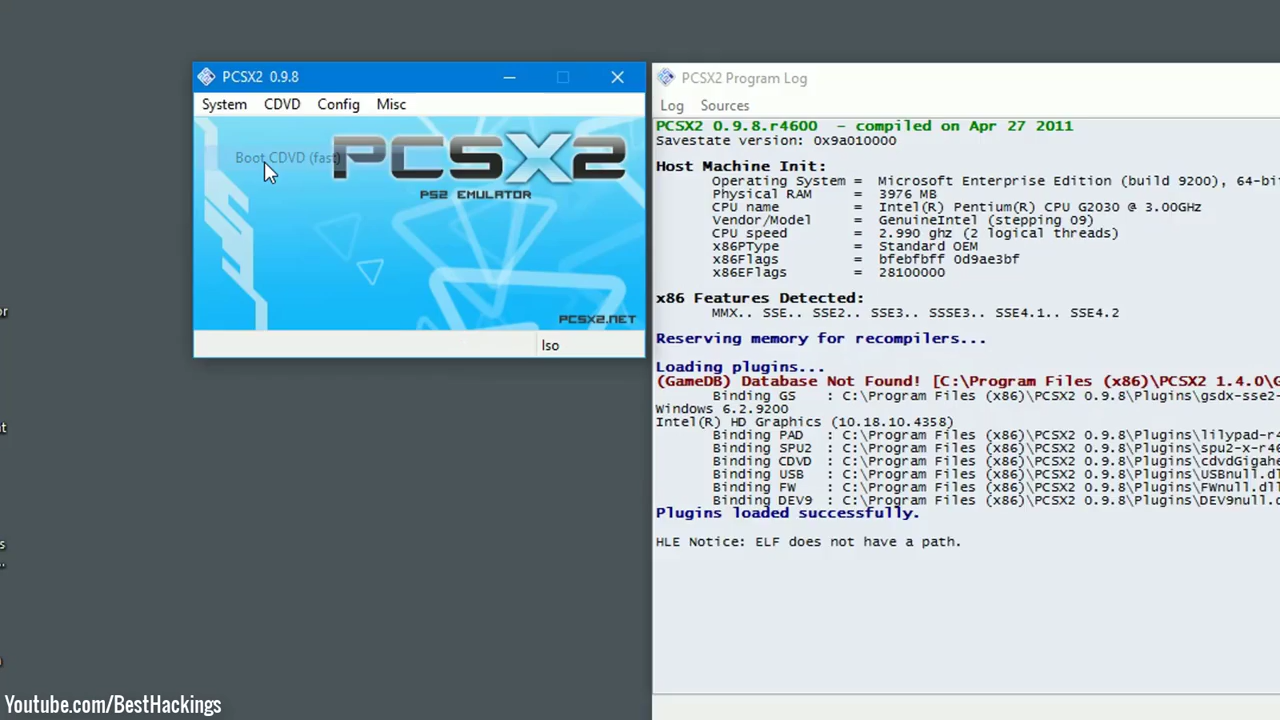 PCSX2 0.9.8
System CDVD Config Misc
Boot CDVD (fast)
PCSX2
PS2 EMULATOR
PCSX2.NET
Iso
PCSX2 Program Log
Log Sources
PCSX2 0.9.8.r4600 - compiled on Apr 27 2011
Savestate version: 0x9a010000
Host Machine Init:
Operating System = Microsoft Enterprise Edition (build 9200), 64-bi
Physical RAM = 3976 MB
CPU name = Intel(R) Pentium(R) CPU G2030 @ 3.00GHz
Vendor/Model = GenuineIntel (stepping 09)
CPU speed = 2.990 ghz (2 logical threads)
x86PType = Standard OEM
x86Flags = bfebfbff 0d9ae3bf
x86EFlags = 28100000
x86 Features Detected:
MMX.. SSE.. SSE2.. SSE3.. SSSE3.. SSE4.1.. SSE4.2
Reserving memory for recompilers...
Loading plugins...
(GameDB) Database Not Found! [C:\Program Files (x86)\PCSX2 1.4.0\G
Binding GS : C:\Program Files (x86)\PCSX2 0.9.8\Plugins\gsdx-sse2-
Windows 6.2.9200
Intel(R) HD Graphics (10.18.10.4358)
Binding PAD : C:\Program Files (x86)\PCSX2 0.9.8\Plugins\lilypad-r4
Binding SPU2 : C:\Program Files (x86)\PCSX2 0.9.8\Plugins\spu2-x-r46
Binding CDVD : C:\Program Files (x86)\PCSX2 0.9.8\Plugins\cdvdGigahe
Binding USB : C:\Program Files (x86)\PCSX2 0.9.8\Plugins\USBnull.dl
Binding FW : C:\Program Files (x86)\PCSX2 0.9.8\Plugins\FWnull.dll
Binding DEV9 : C:\Program Files (x86)\PCSX2 0.9.8\Plugins\DEV9null.d
Plugins loaded successfully.
HLE Notice: ELF does not have a path.
Youtube.com/BestHackings